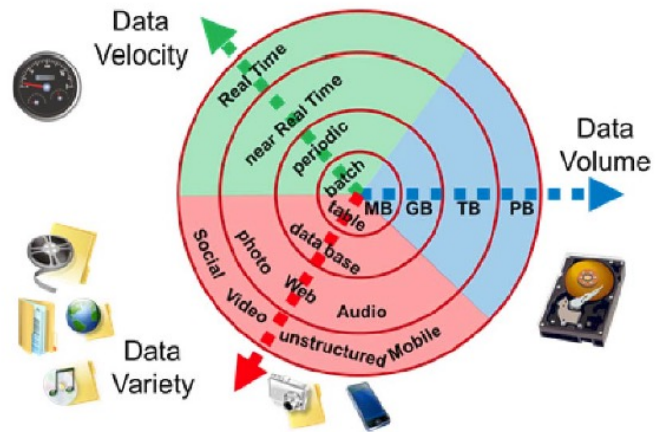 Data
Velocity
Real Time
near Real Time
periodic
batch
Data
Volume
MB GB TB PB
table
data base
photo Web Audio
Social Video unstructured Mobile
Data
Variety